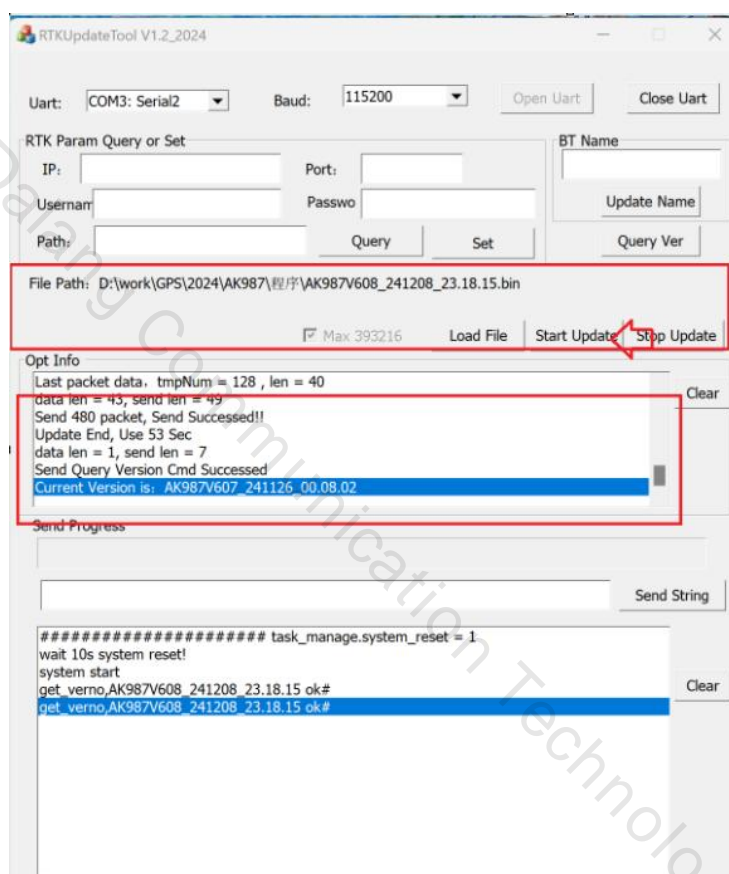 RTKUpdateTool V1.2_2024
Uart: COM3: Serial2 Baud: 115200 Open Uart Close Uart
RTK Param Query or Set BT Name
IP: Port:
Usernam Passwo Update Name
Path: Query Set Query Ver
File Path: D:\work\GPS\2024\AK987\程序\AK987V608_241208_23.18.15.bin
Max 393216 Load File Start Update Stop Update
Opt Info
Last packet data，tmpNum = 128 , len = 40
data len = 43, send len = 49
Clear
Send 480 packet, Send Successed!!
Update End, Use 53 Sec
data len = 1, send len = 7
Send Query Version Cmd Successed
Current Version is：AK987V607_241126_00.08.02
Send Progress
Send String
###################### task_manage.system_reset = 1
wait 10s system reset!
system start
get_verno,AK987V608_241208_23.18.15 ok#
Clear
get_verno,AK987V608_241208_23.18.15 ok#
Dalang Communication Technolo